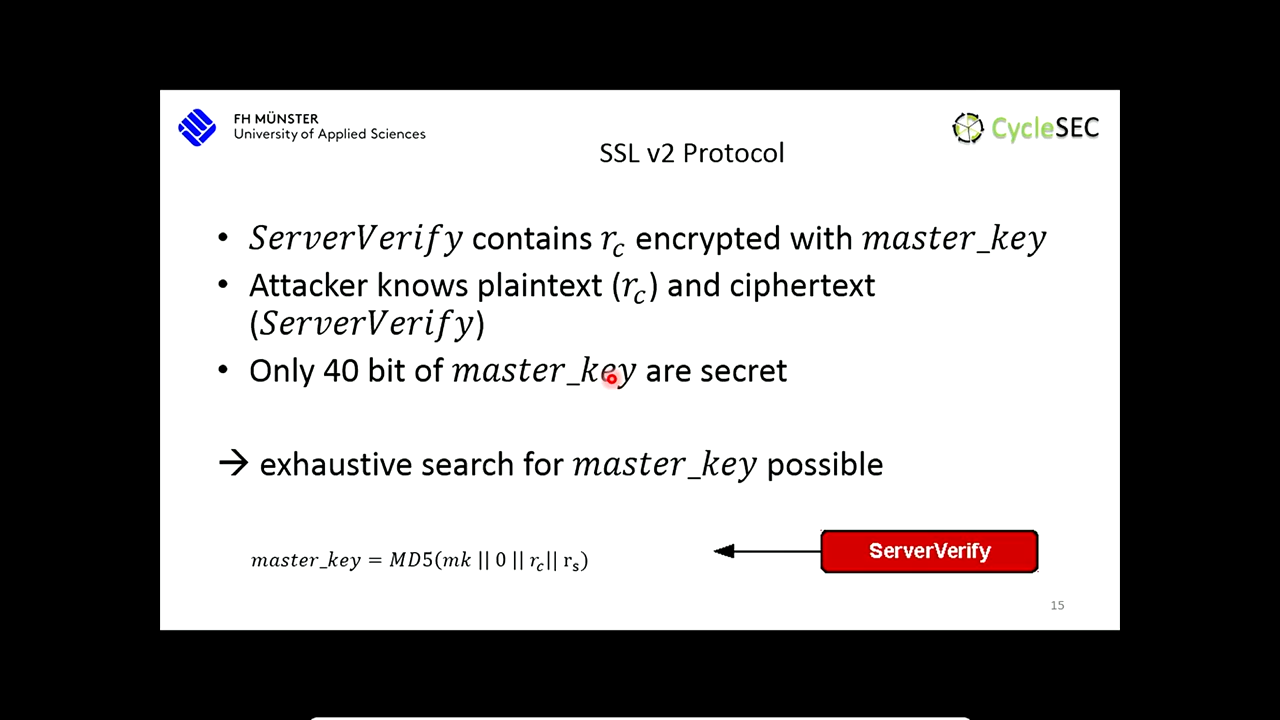 FH MÜNSTER
University of Applied Sciences
CycleSEC
SSL v2 Protocol
• ServerVerify contains r_c encrypted with master_key
• Attacker knows plaintext (r_c) and ciphertext
(ServerVerify)
• Only 40 bit of master_key are secret
→ exhaustive search for master_key possible
master_key = MD5(mk || 0 || r_c|| r_s)
ServerVerify
15